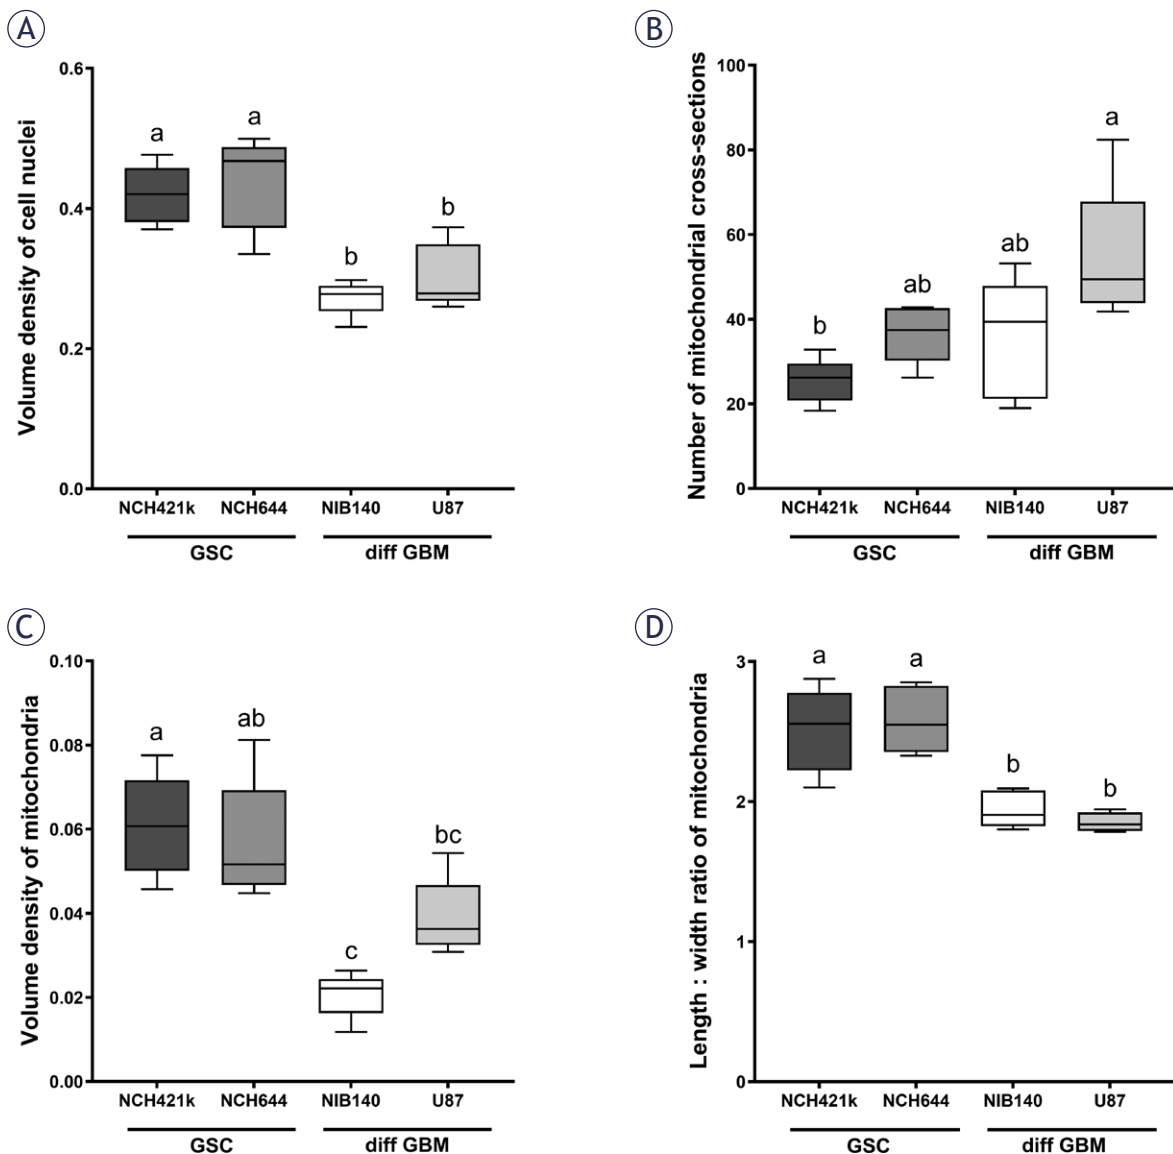 A
Volume density of cell nuclei
0.6
0.4
0.2
0.0
a
a
b
b
NCH421k NCH644 NIB140 U87
GSC diff GBM
B
Number of mitochondrial cross-sections
100
80
60
40
20
0
b
ab
ab
a
NCH421k NCH644 NIB140 U87
GSC diff GBM
C
Volume density of mitochondria
0.10
0.08
0.06
0.04
0.02
0.00
a
ab
c
bc
NCH421k NCH644 NIB140 U87
GSC diff GBM
D
Length : width ratio of mitochondria
3
2
1
0
a
a
b
b
NCH421k NCH644 NIB140 U87
GSC diff GBM